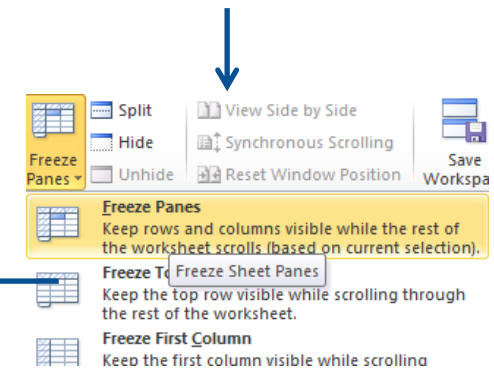 Split
View Side by Side
Hide
Synchronous Scrolling
Freeze
Panes
Unhide
Reset Window Position
Save
Freeze Panes
Keep rows and columns visible while the rest of
the worksheet scrolls (based on current selection).
Freeze
Freeze Sheet Panes
Keep the top row visible while scrolling through
the rest of the worksheet.
Freeze First Column
Keep the first column visible while scrolling